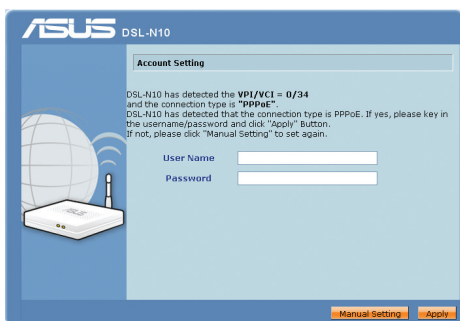 ASUS DSL-N10
Account Setting
DSL-N10 has detected the VPI/VCI = 0/34
and the connection type is "PPPoE".
DSL-N10 has detected that the connection type is PPPoE. If yes, please key in
the username/password and click "Apply" Button.
If not, please click "Manual Setting" to set again.
User Name
Password
ASUS
Manual Setting Apply